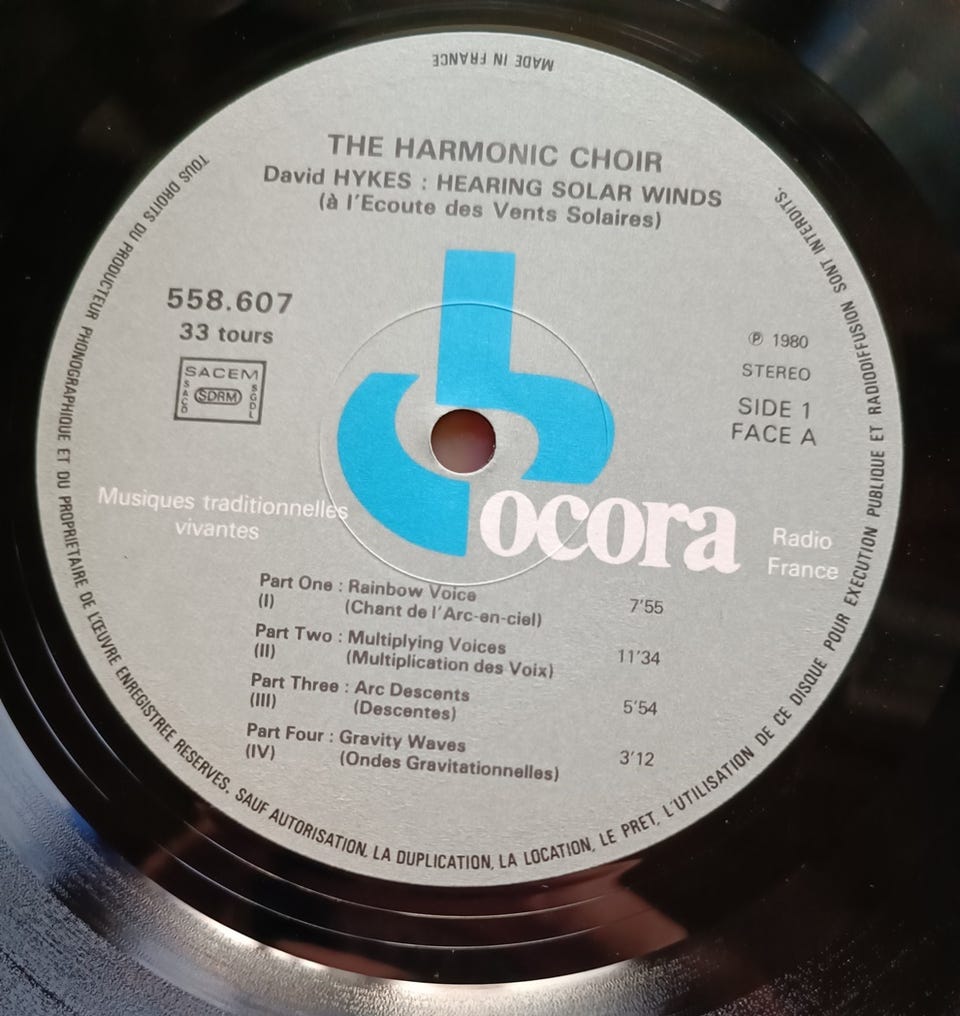 MADE IN FRANCE
THE HARMONIC CHOIR
David HYKES : HEARING SOLAR WINDS
(à l'Ecoute des Vents Solaires)
558.607
33 tours
SACEM
SACD
SDRM
SGDL
℗ 1980
STEREO
SIDE 1
FACE A
Musiques traditionnelles
vivantes
ocora
Radio
France
Part One : Rainbow Voice 7'55
(I) (Chant de l'Arc-en-ciel)
Part Two : Multiplying Voices 11'34
(II) (Multiplication des Voix)
Part Three : Arc Descents 5'54
(III) (Descentes)
Part Four : Gravity Waves 3'12
(IV) (Ondes Gravitationnelles)
TOUS DROITS DU PRODUCTEUR PHONOGRAPHIQUE ET DU PROPRIETAIRE DE L'ŒUVRE ENREGISTREE RESERVES. SAUF AUTORISATION, LA DUPLICATION, LA LOCATION, LE PRET, L'UTILISATION DE CE DISQUE POUR EXECUTION PUBLIQUE ET RADIODIFFUSION SONT INTERDITS.